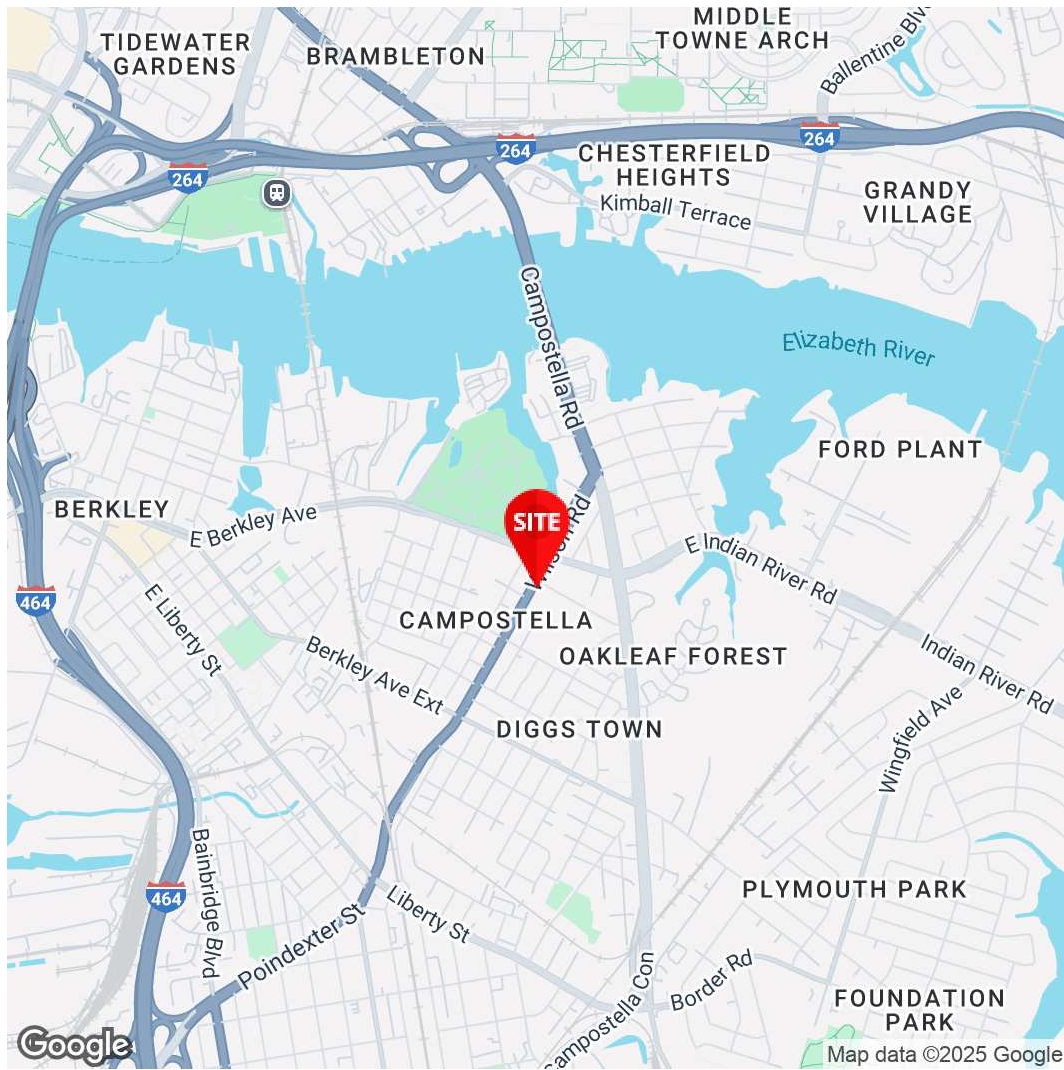 MIDDLE
TOWNE ARCH
TIDEWATER
GARDENS
BRAMBLETON
Ballentine Blvd
264
264
264
CHESTERFIELD
HEIGHTS
GRANDY
VILLAGE
Kimball Terrace
Campostella Rd
Elizabeth River
FORD PLANT
BERKLEY
E Berkley Ave
SITE
Rd
E Indian River Rd
464
E Liberty St
CAMPOSTELLA
OAKLEAF FOREST
Indian River Rd
Berkley Ave Ext
DIGGS TOWN
Wingfield Ave
Bainbridge Blvd
464
PLYMOUTH PARK
Liberty St
Poindexter St
Campostella Con
Border Rd
FOUNDATION
PARK
Google
Map data ©2025 Google